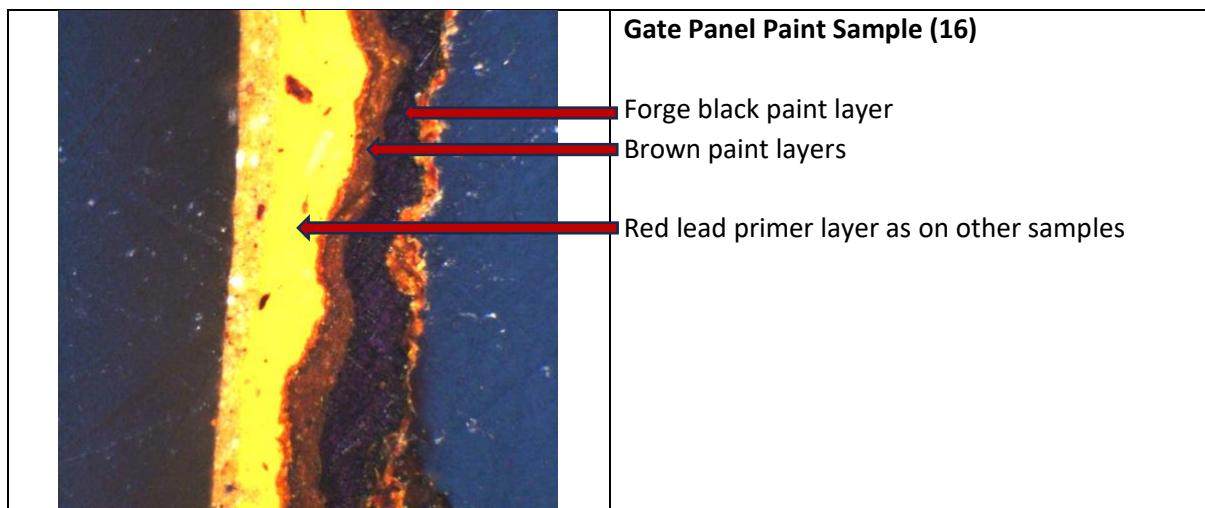 Gate Panel Paint Sample (16)
Forge black paint layer
Brown paint layers
Red lead primer layer as on other samples